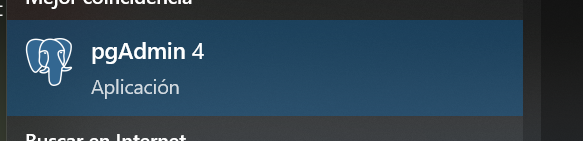 Mejor coincidencia
pgAdmin 4
Aplicación
Buscar en Internet